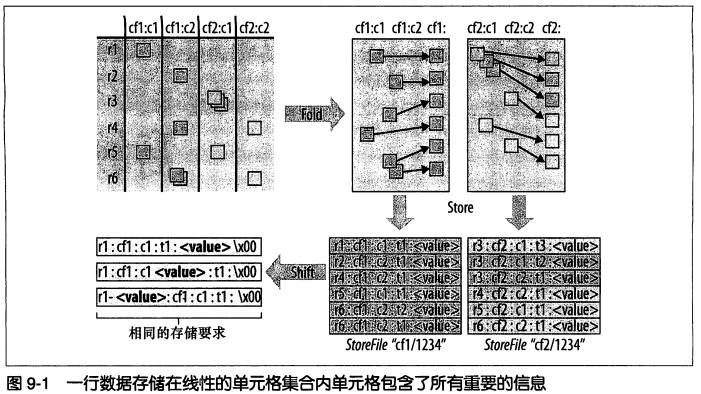 cf1:c1 cf1:c2 cf2:c1 cf2:c2
r1
r2
r3
r4
r5
r6
Fold
cf1:c1 cf1:c2 cf1:
cf2:c1 cf2:c2 cf2:
Store
r1:cf1:c1:t1:<value>
r2:cf1:c2:t1:<value>
r4:cf1:c2:t1:<value>
r5:cf1:c1:t1:<value>
r6:cf1:c2:t2:<value>
r6:cf1:c2:t1:<value>
StoreFile "cf1/1234"
r3:cf2:c1:t3:<value>
r3:cf2:c1:t2:<value>
r3:cf2:c2:t1:<value>
r4:cf2:c2:t1:<value>
r5:cf2:c1:t1:<value>
r6:cf2:c2:t1:<value>
StoreFile "cf2/1234"
Shift
r1:cf1:c1:t1:<value>\x00
r1:cf1:c1<value>:t1:\x00
r1-<value>:cf1:c1:t1:\x00
相同的存储要求
图 9-1 一行数据存储在线性的单元格集合内单元格包含了所有重要的信息